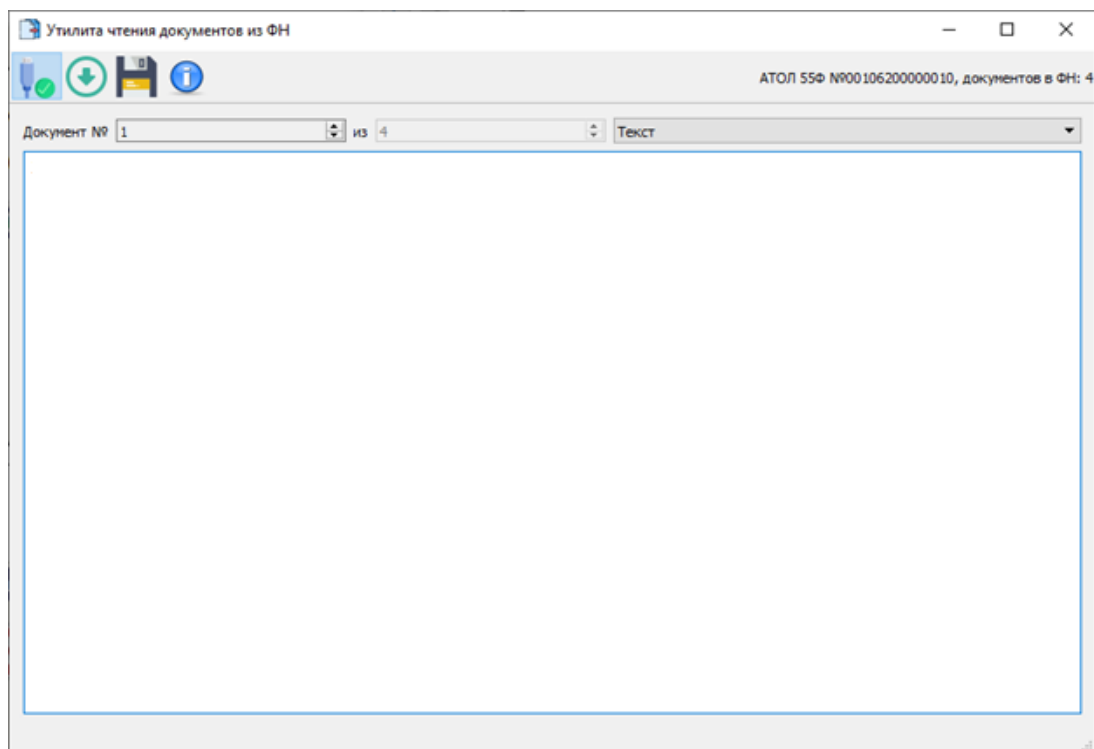 Утилита чтения документов из ФН
АТОЛ 55Ф №00106200000010, документов в ФН: 4
Документ № 1 из 4 Текст